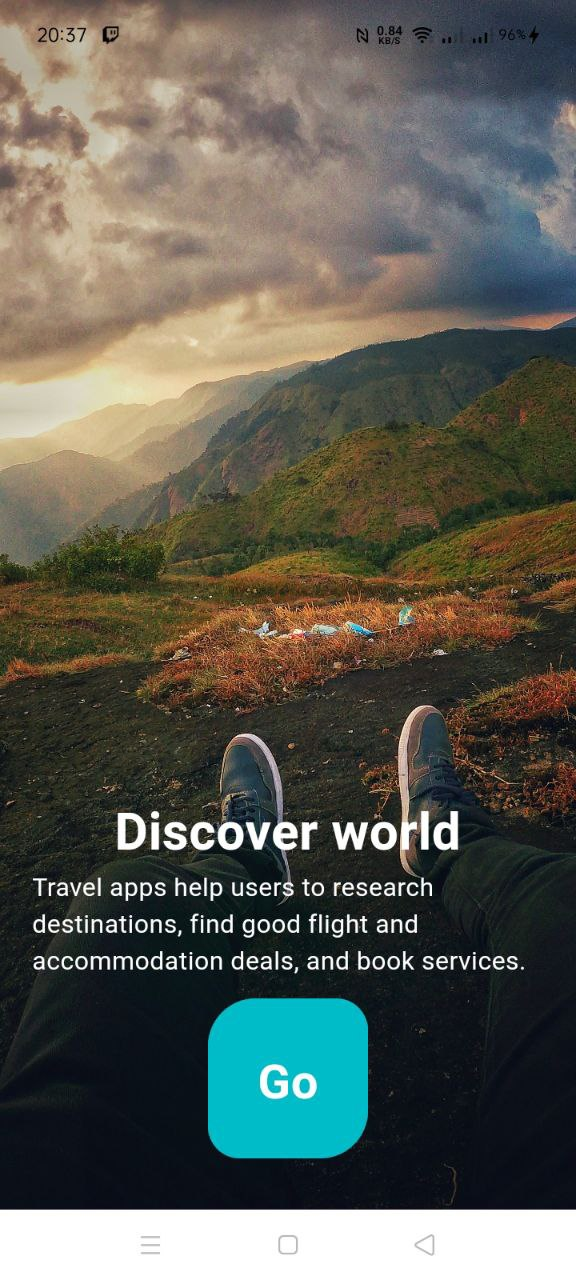 20:37 0.84 KB/S 96%
Discover world
Travel apps help users to research
destinations, find good flight and
accommodation deals, and book services.
Go